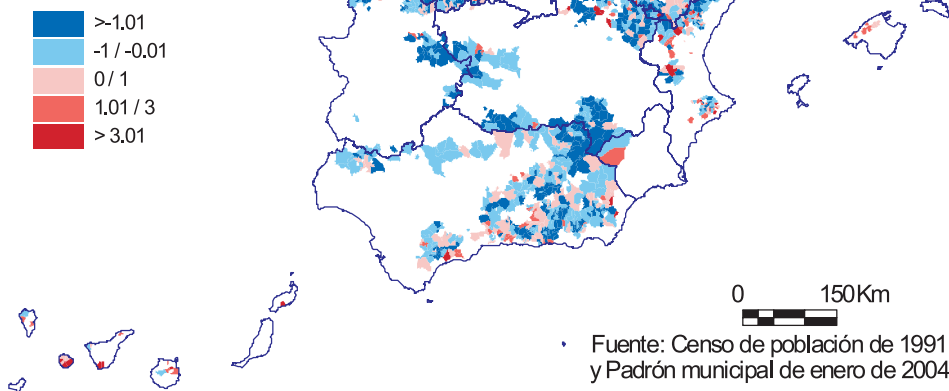 >-1.01
-1 / -0.01
0 / 1
1.01 / 3
> 3.01
0 150Km
Fuente: Censo de población de 1991
y Padrón municipal de enero de 2004